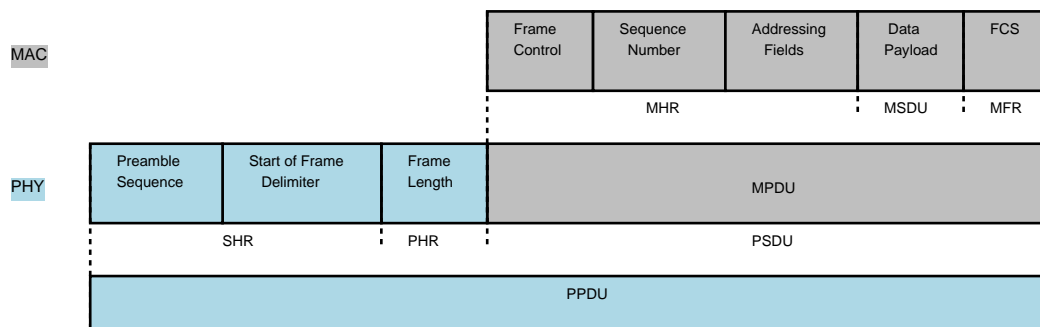 MAC
Frame
Control
Sequence
Number
Addressing
Fields
Data
Payload
FCS
MHR
MSDU
MFR
PHY
Preamble
Sequence
Start of Frame
Delimiter
Frame
Length
MPDU
SHR
PHR
PSDU
PPDU